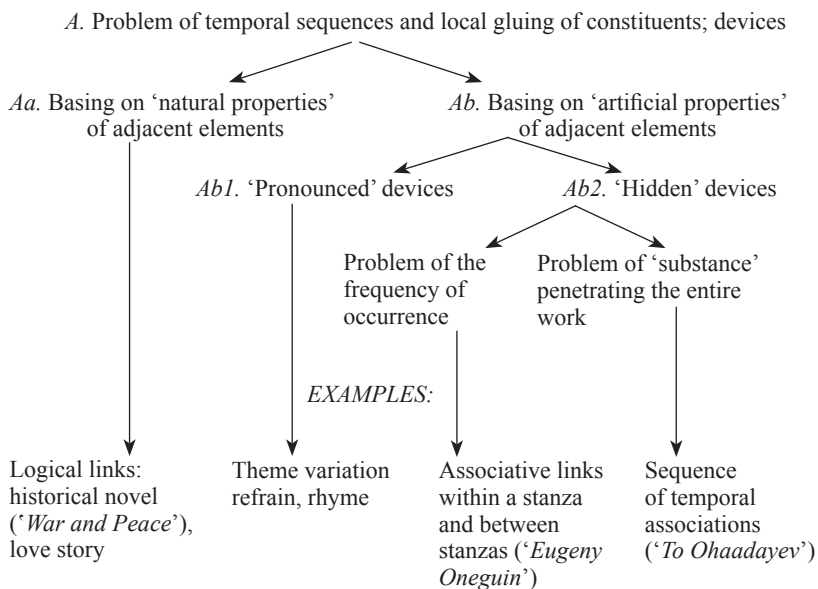 A. Problem of temporal sequences and local gluing of constituents; devices
Aa. Basing on ‘natural properties’
of adjacent elements
Ab. Basing on ‘artificial properties’
of adjacent elements
Ab1. ‘Pronounced’ devices
Ab2. ‘Hidden’ devices
Problem of the
frequency of
occurrence
Problem of ‘substance’
penetrating the entire
work
EXAMPLES:
Logical links:
historical novel
(‘War and Peace’),
love story
Theme variation
refrain, rhyme
Associative links
within a stanza
and between
stanzas (‘Eugeny
Oneguin’)
Sequence
of temporal
associations
(‘To Ohaadayev’)